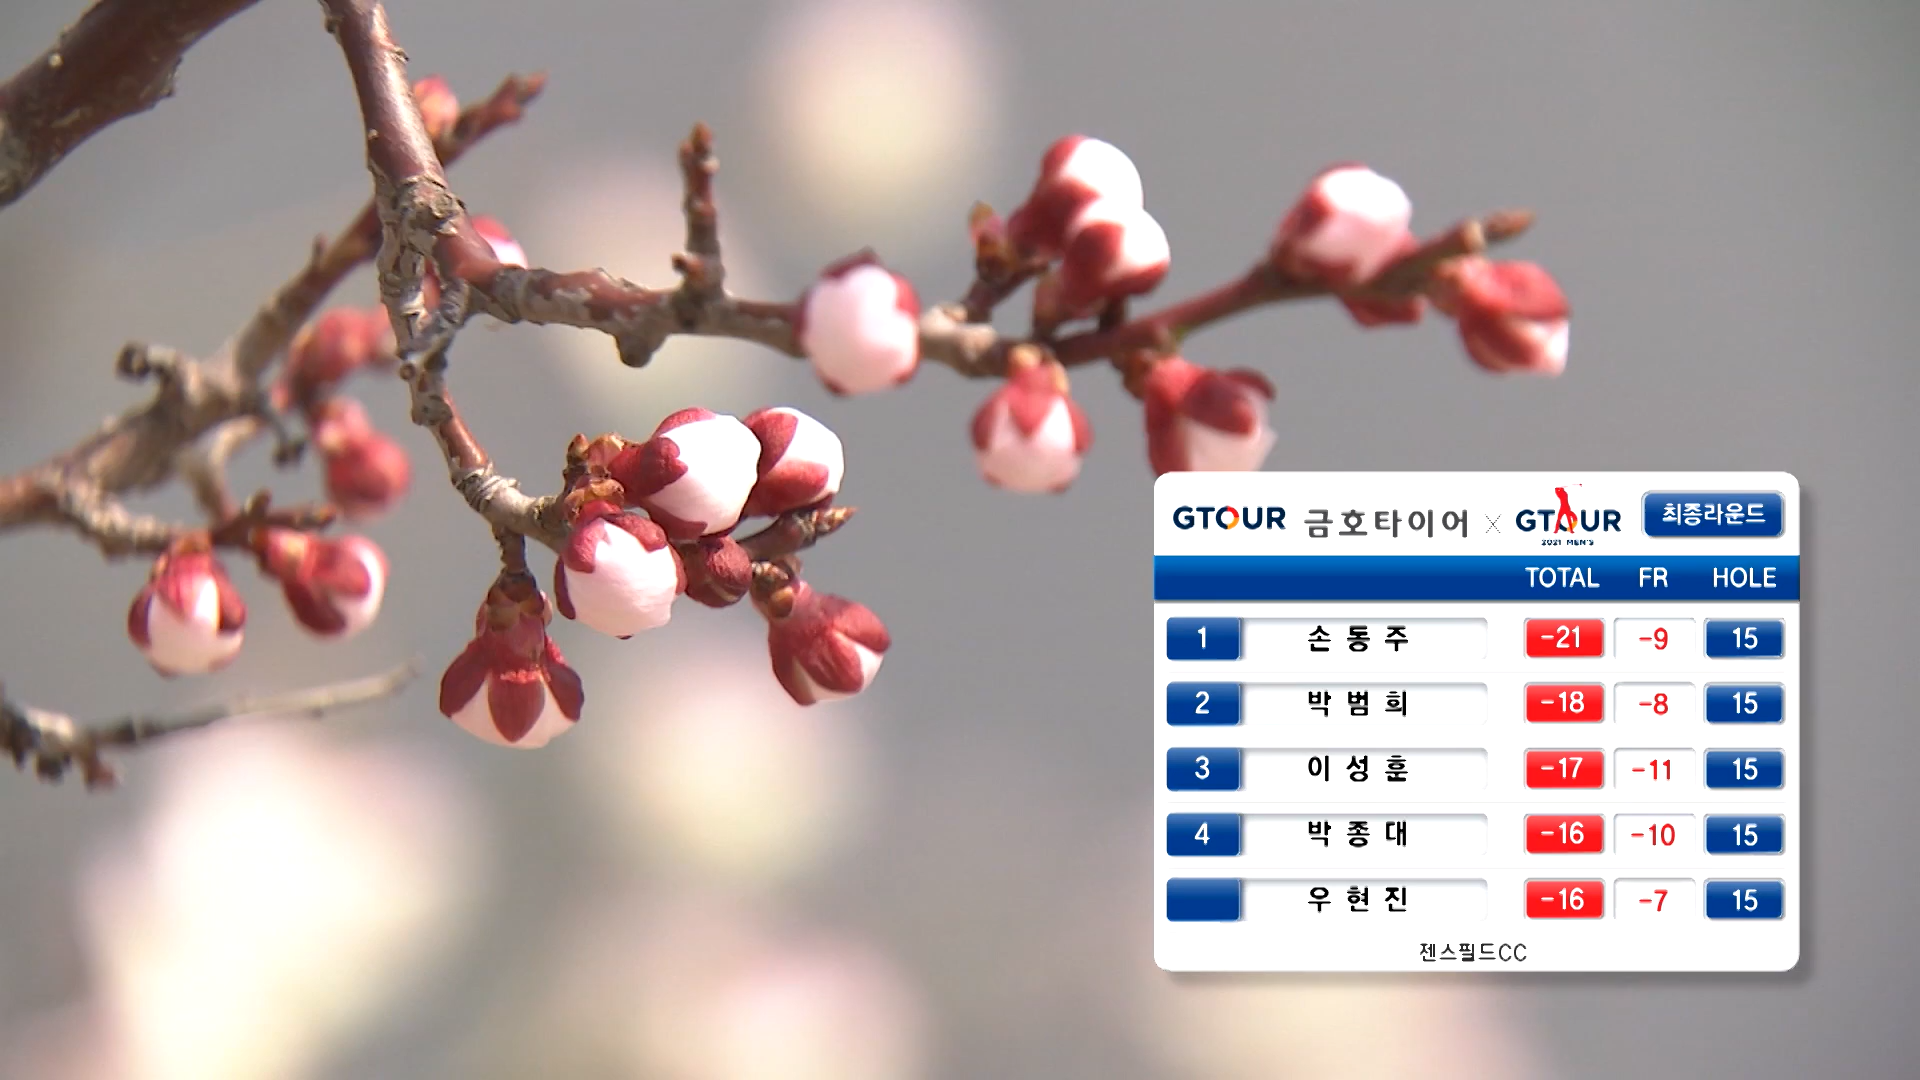 GTOUR 금호타이어 × GTOUR 최종라운드
2021 MEN'S
TOTAL FR HOLE
1 손동주 -21 -9 15
2 박범희 -18 -8 15
3 이성훈 -17 -11 15
4 박종대 -16 -10 15
우현진 -16 -7 15
젠스필드CC